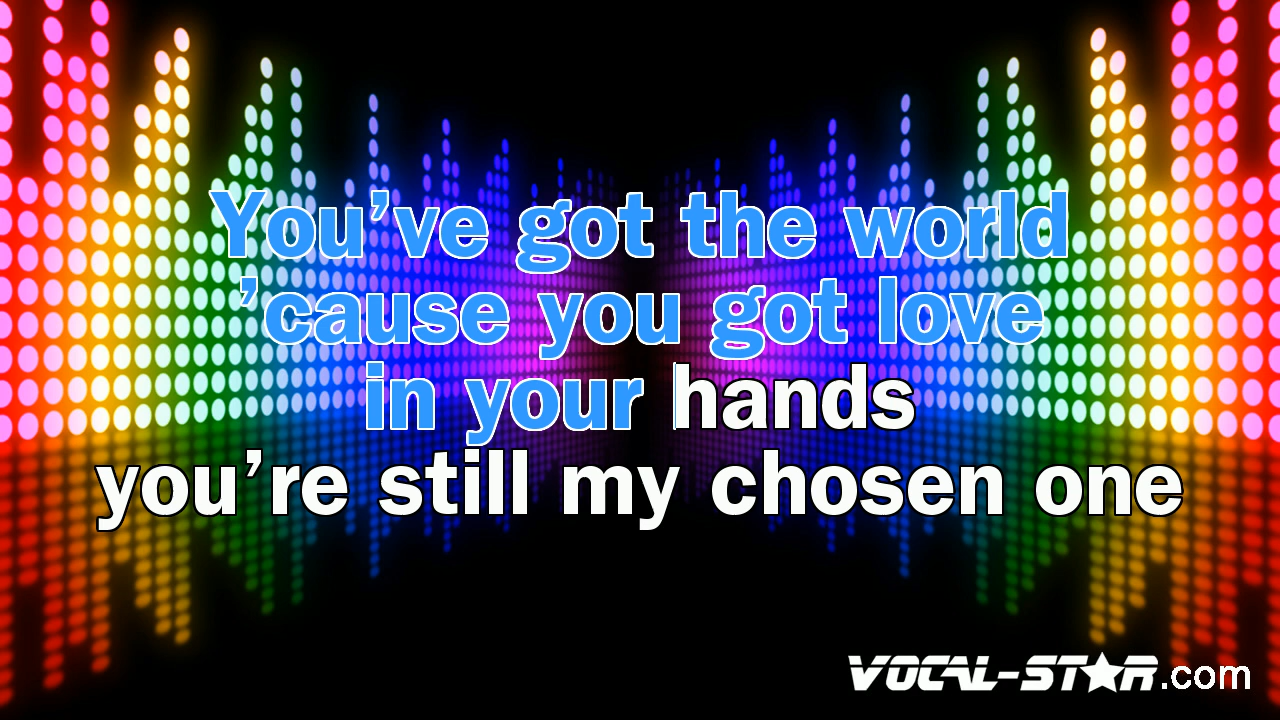 You’ve got the world
’cause you got love
in your hands
you’re still my chosen one
VOCAL-STAR.com